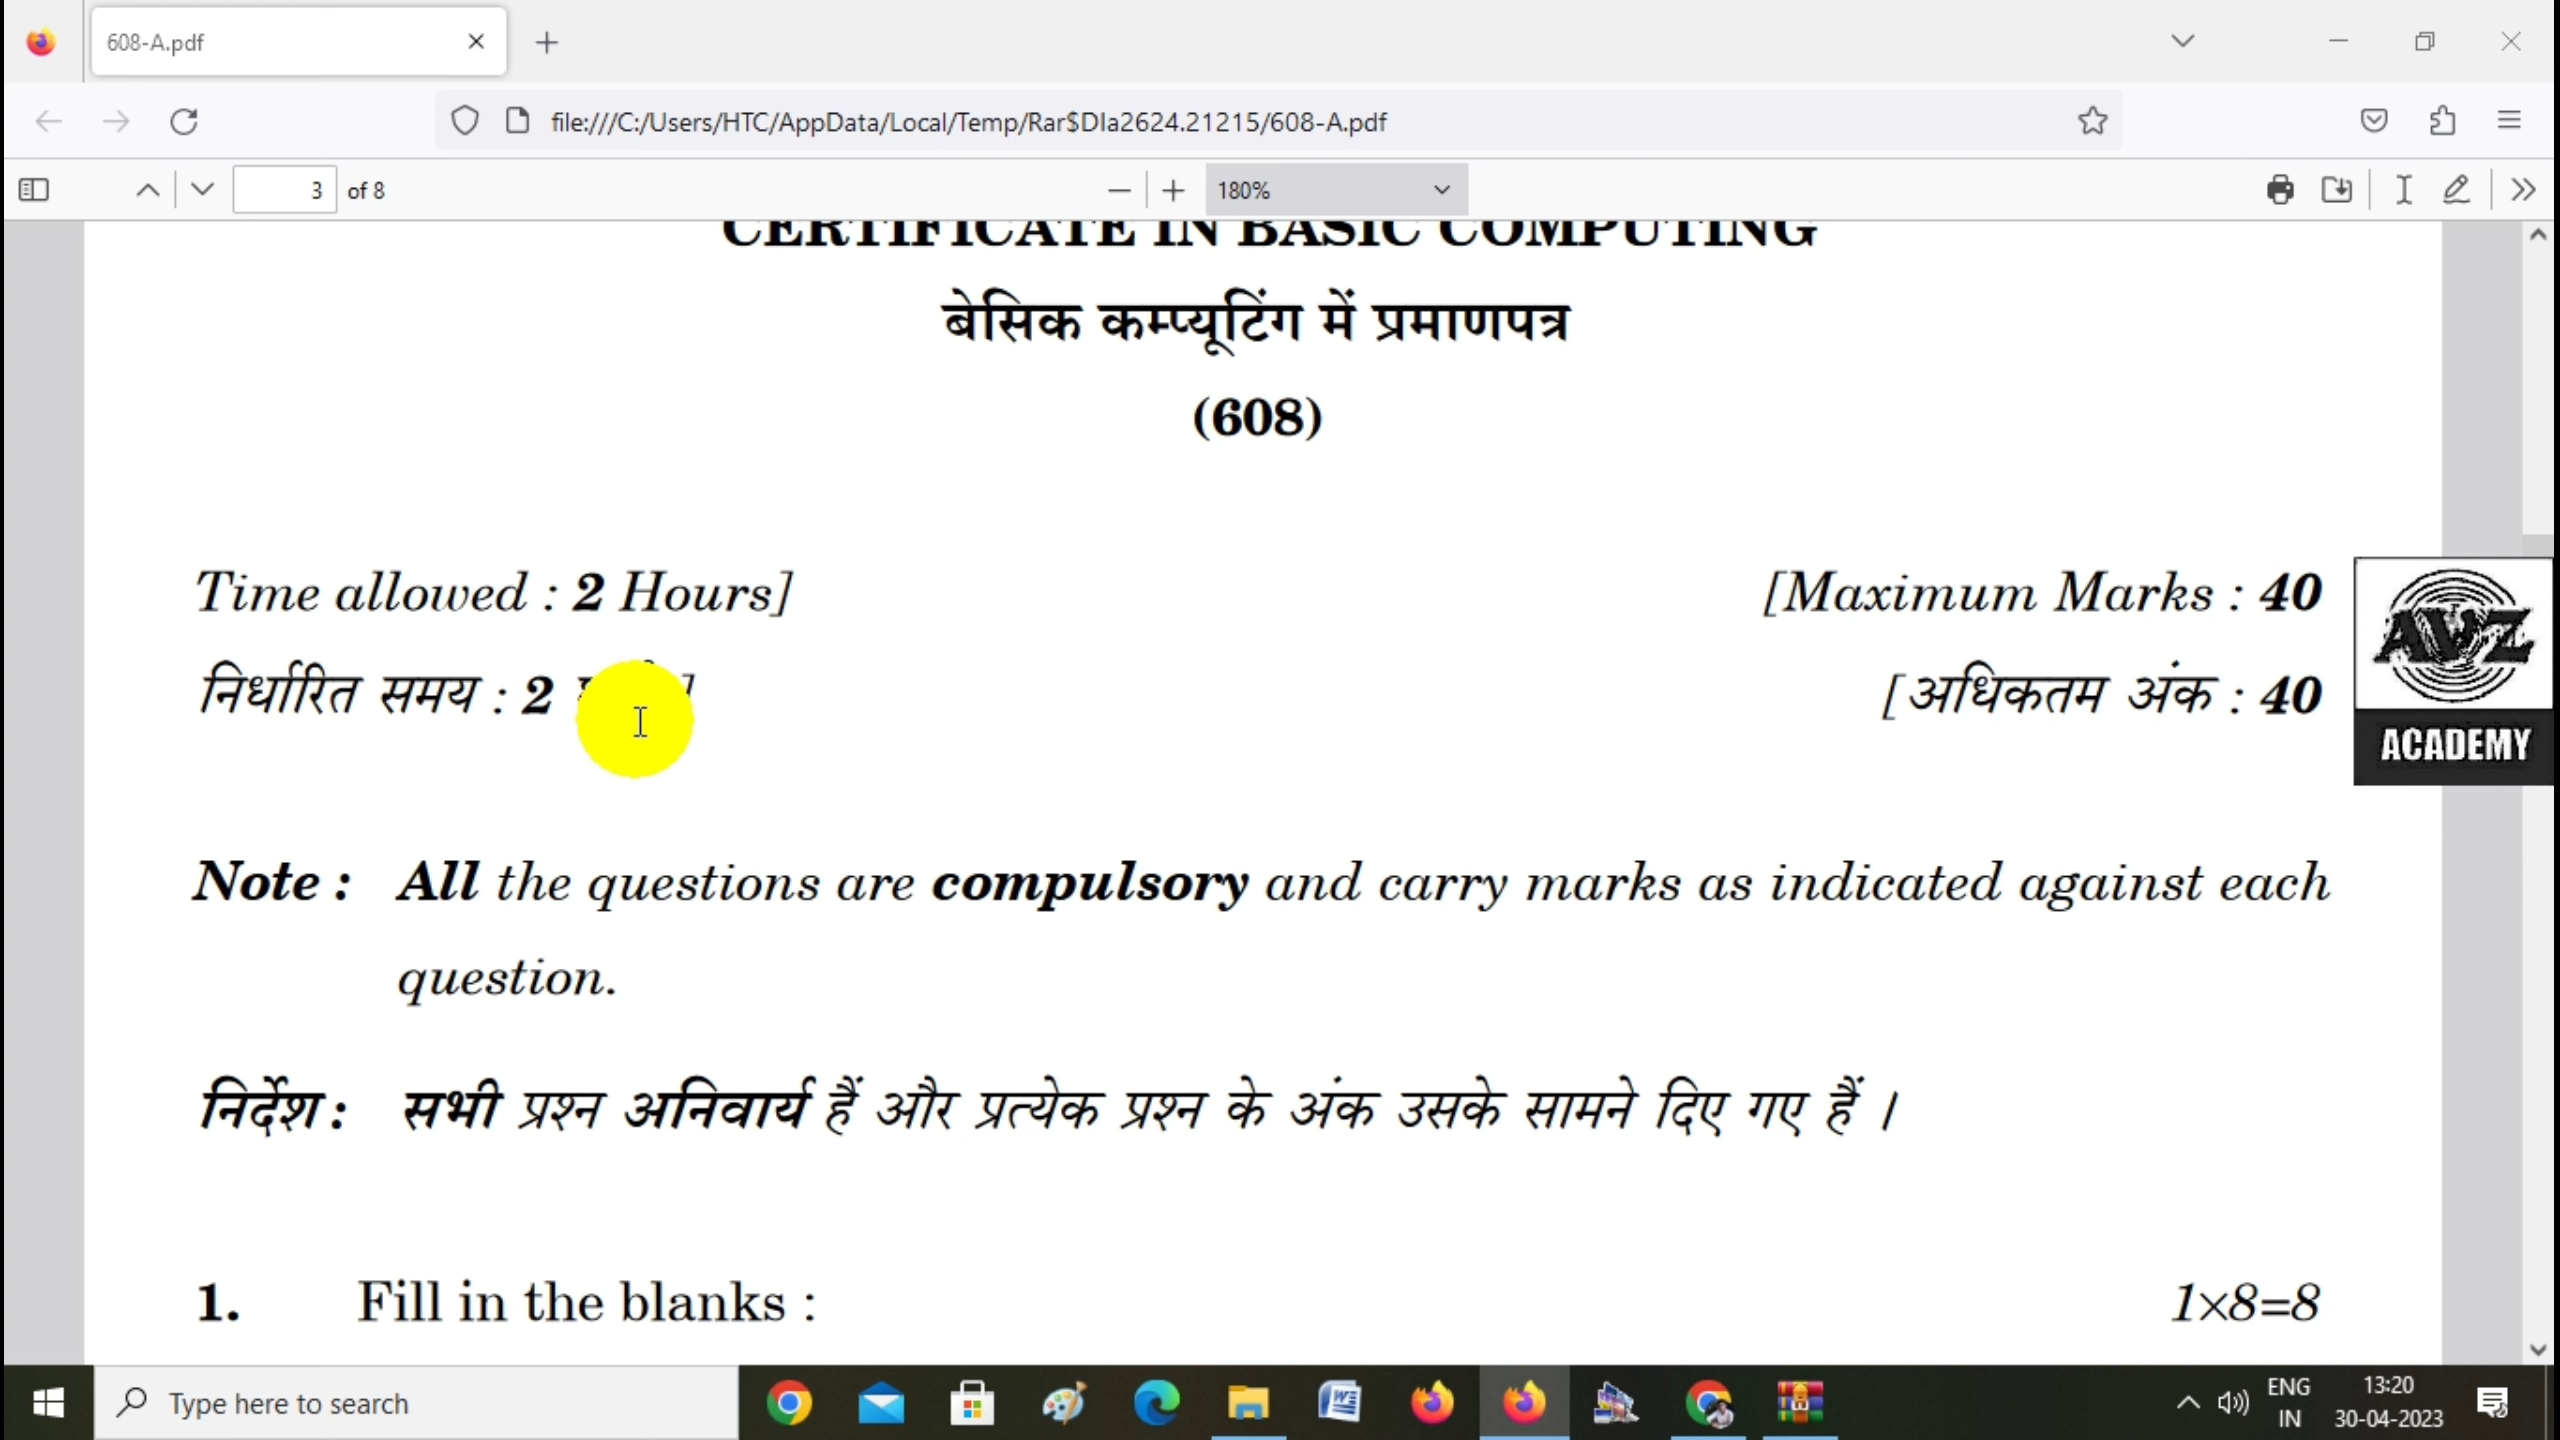 608-A.pdf
file:///C:/Users/HTC/AppData/Local/Temp/Rar$DIa2624.21215/608-A.pdf
3 of 8
180%
CERTIFICATE IN BASIC COMPUTING
बेसिक कम्प्यूटिंग में प्रमाणपत्र
(608)
Time allowed : 2 Hours] [Maximum Marks : 40
निर्धारित समय : 2 ] [अधिकतम अंक : 40
AVZ
ACADEMY
Note : All the questions are compulsory and carry marks as indicated against each
question.
निर्देश : सभी प्रश्न अनिवार्य हैं और प्रत्येक प्रश्न के अंक उसके सामने दिए गए हैं ।
1. Fill in the blanks : 1×8=8
Type here to search
ENG 13:20
IN 30-04-2023